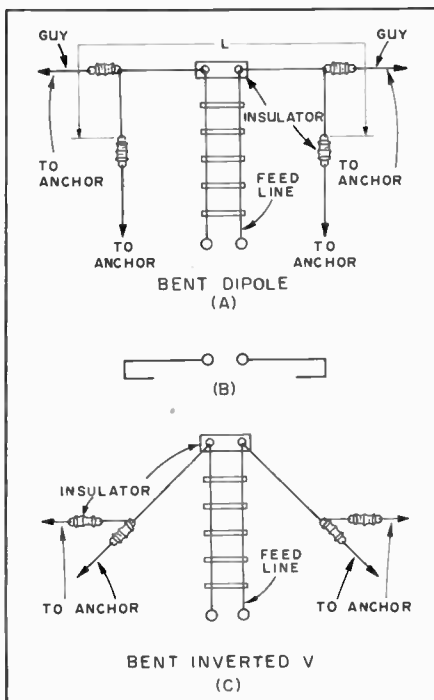 GUY
L
GUY
INSULATOR
TO
ANCHOR
TO
ANCHOR
FEED
LINE
TO
ANCHOR
TO
ANCHOR
BENT DIPOLE
(A)
(B)
INSULATOR
FEED
LINE
TO ANCHOR
TO ANCHOR
BENT INVERTED V
(C)